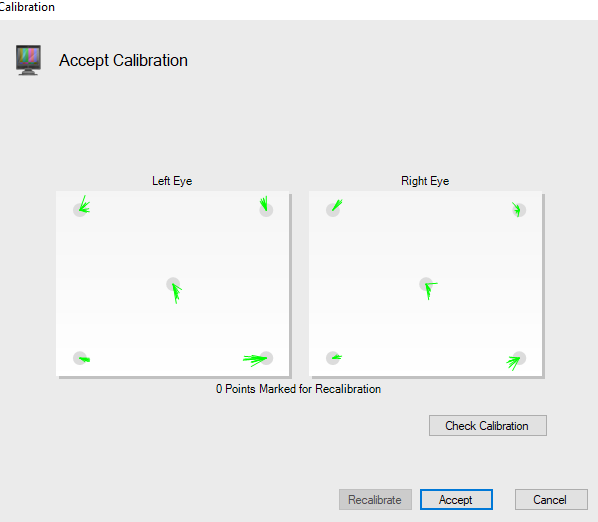 Calibration
Accept Calibration
Left Eye
Right Eye
0 Points Marked for Recalibration
Check Calibration
Recalibrate
Accept
Cancel